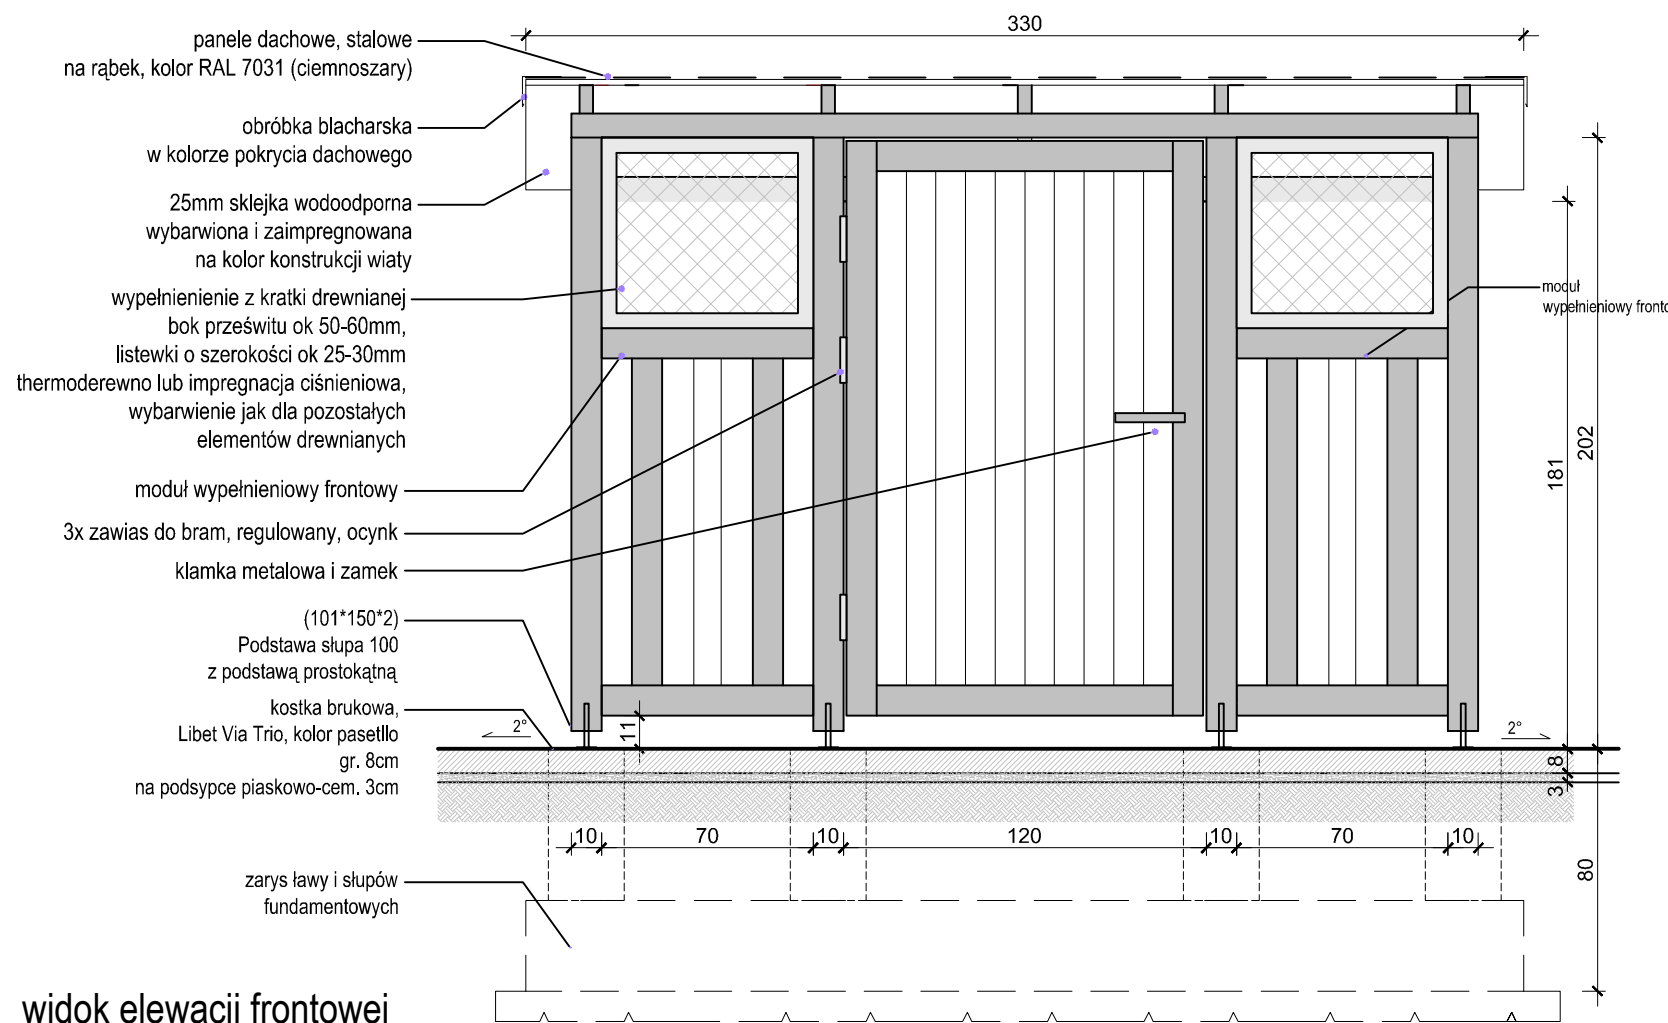 330
panele dachowe, stalowe
na rąbek, kolor RAL 7031 (ciemnoszary)
obróbka blacharska
w kolorze pokrycia dachowego
25mm sklejka wodoodporna
wybarwiona i zaimpregnowana
na kolor konstrukcji wiaty
wypełnienienie z kratki drewnianej
bok prześwitu ok 50-60mm,
listewki o szerokości ok 25-30mm
thermoderewno lub impregnacja ciśnieniowa,
wybarwienie jak dla pozostałych
elementów drewnianych
moduł
wypełnieniowy fronto
moduł wypełnieniowy frontowy
3x zawias do bram, regulowany, ocynk
klamka metalowa i zamek
(101*150*2)
Podstawa słupa 100
z podstawą prostokątną
kostka brukowa,
Libet Via Trio, kolor pasetllo
gr. 8cm
na podsypce piaskowo-cem. 3cm
2°
11
2°
181
202
8
3
80
10
70
10
120
10
70
10
zarys ławy i słupów
fundamentowych
widok elewacji frontowej